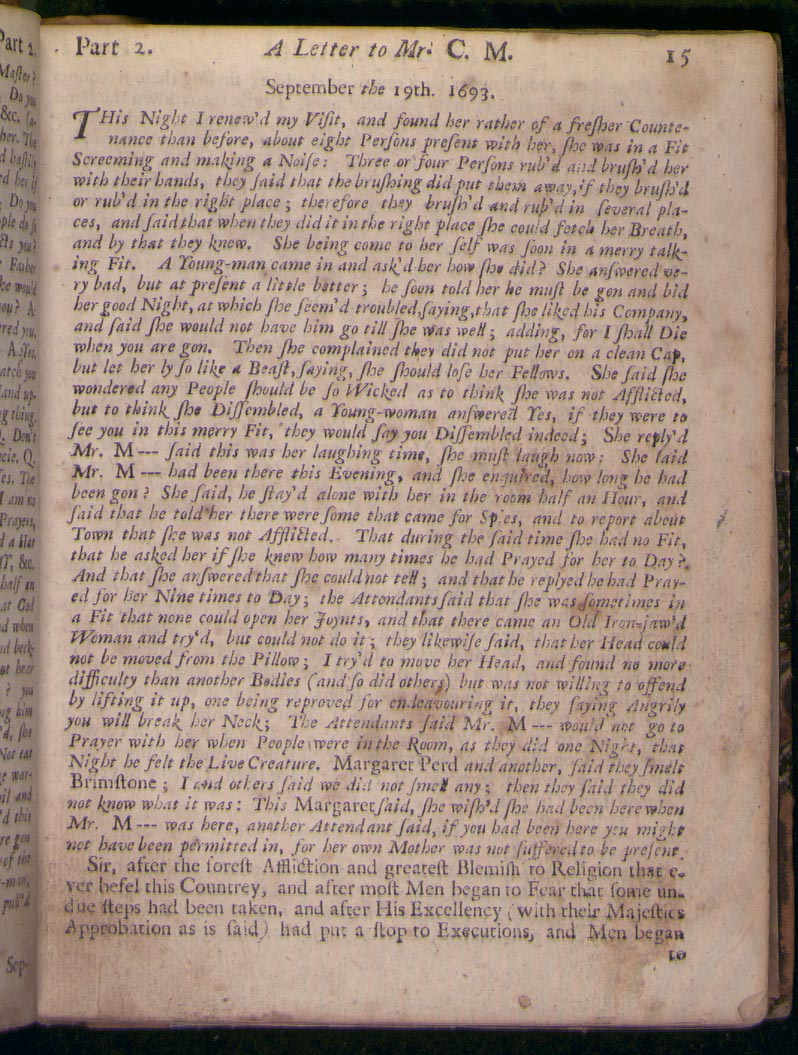 Part 2. A Letter to Mr. C. M. 15
September the 19th. 1693.
THis Night I renew'd my Viſit, and found her rather of a freſher Counte-
nance than before, about eight Perſons preſent with her, ſhe was in a Fit
Screeming and making a Noiſe: Three or four Perſons rub'd and bruſh'd her
with their hands, they ſaid that the bruſhing did put them away, if they bruſh'd
or rub'd in the right place; therefore they bruſh'd and rub'd in ſeveral pla-
ces, and ſaid that when they did it in the right place ſhe could fetch her Breath,
and by that they knew. She being come to her ſelf was ſoon in a merry talk-
ing Fit. A Young-man came in and ask'd her how ſhe did? She anſwered ve-
ry bad, but at preſent a little better; he ſoon told her he muſt be gon and bid
her good Night, at which ſhe ſeem'd troubled, ſaying, that ſhe liked his Company,
and ſaid ſhe would not have him go till ſhe was well; adding, for I ſhall Die
when you are gon. Then ſhe complained they did not put her on a clean Cap,
but let her ly ſo like a Beaſt, ſaying, ſhe ſhould loſe her Fellows. She ſaid ſhe
wondered any People ſhould be ſo Wicked as to think ſhe was not Afflicted,
but to think ſhe Diſſembled, a Young-woman anſwered Yes, if they were to
ſee you in this merry Fit, they would ſay you Diſſembled indeed; She reply'd
Mr. M--- ſaid this was her laughing time, ſhe muſt laugh now: She ſaid
Mr. M --- had been there this Evening, and ſhe enquired, how long he had
been gon? She ſaid, he ſtay'd alone with her in the room half an Hour, and
ſaid that he told her there were ſome that came for Spies, and to report about
Town that ſhe was not Afflicted. That during the ſaid time ſhe had no Fit,
that he asked her if ſhe knew how many times he had Prayed for her to Day?
And that ſhe anſwered that ſhe could not tell; and that he replyed he had Pray-
ed for her Nine times to Day; the Attendants ſaid that ſhe was ſometimes in
a Fit that none could open her Joynts, and that there came an Old Iron-jaw'd
Woman and try'd, but could not do it; they likewiſe ſaid, that her Head could
not be moved from the Pillow; I try'd to move her Head, and found no more
difficulty than another Bodies (and ſo did others) but was not willing to offend
by lifting it up, one being reproved for endeavouring it, they ſaying Angrily
you will break her Neck; The Attendants ſaid Mr. M --- would not go to
Prayer with her when People were in the Room, as they did one Night, that
Night he felt the Live Creature. Margaret Perd and another, ſaid they ſmelt
Brimſtone; I and others ſaid we did not ſmell any; then they ſaid they did
not know what it was: This Margaret ſaid, ſhe wiſh'd ſhe had been here when
Mr. M --- was here, another Attendant ſaid, if you had been here you might
not have been permitted in, for her own Mother was not ſuffered to be preſent.
Sir, after the ſoreſt Affliction and greateſt Blemiſh to Religion that e-
ver befel this Countrey, and after moſt Men began to Fear that ſome un-
due ſteps had been taken, and after His Excellency (with their Majeſties
Approbation as is ſaid) had put a ſtop to Executions, and Men began
to